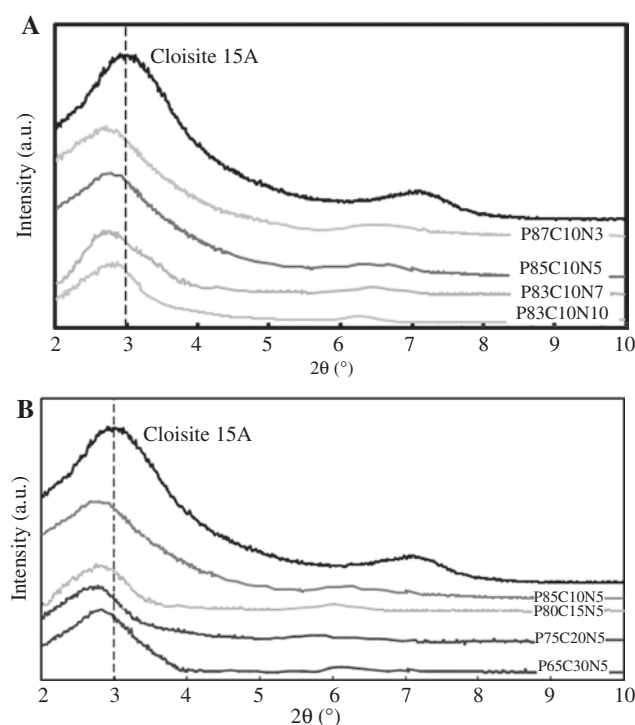 A
Cloisite 15A
Intensity (a.u.)
P87C10N3
P85C10N5
P83C10N7
P83C10N10
2 3 4 5 6 7 8 9 10
2θ (°)
B
Cloisite 15A
Intensity (a.u.)
P85C10N5
P80C15N5
P75C20N5
P65C30N5
2 3 4 5 6 7 8 9 10
2θ (°)